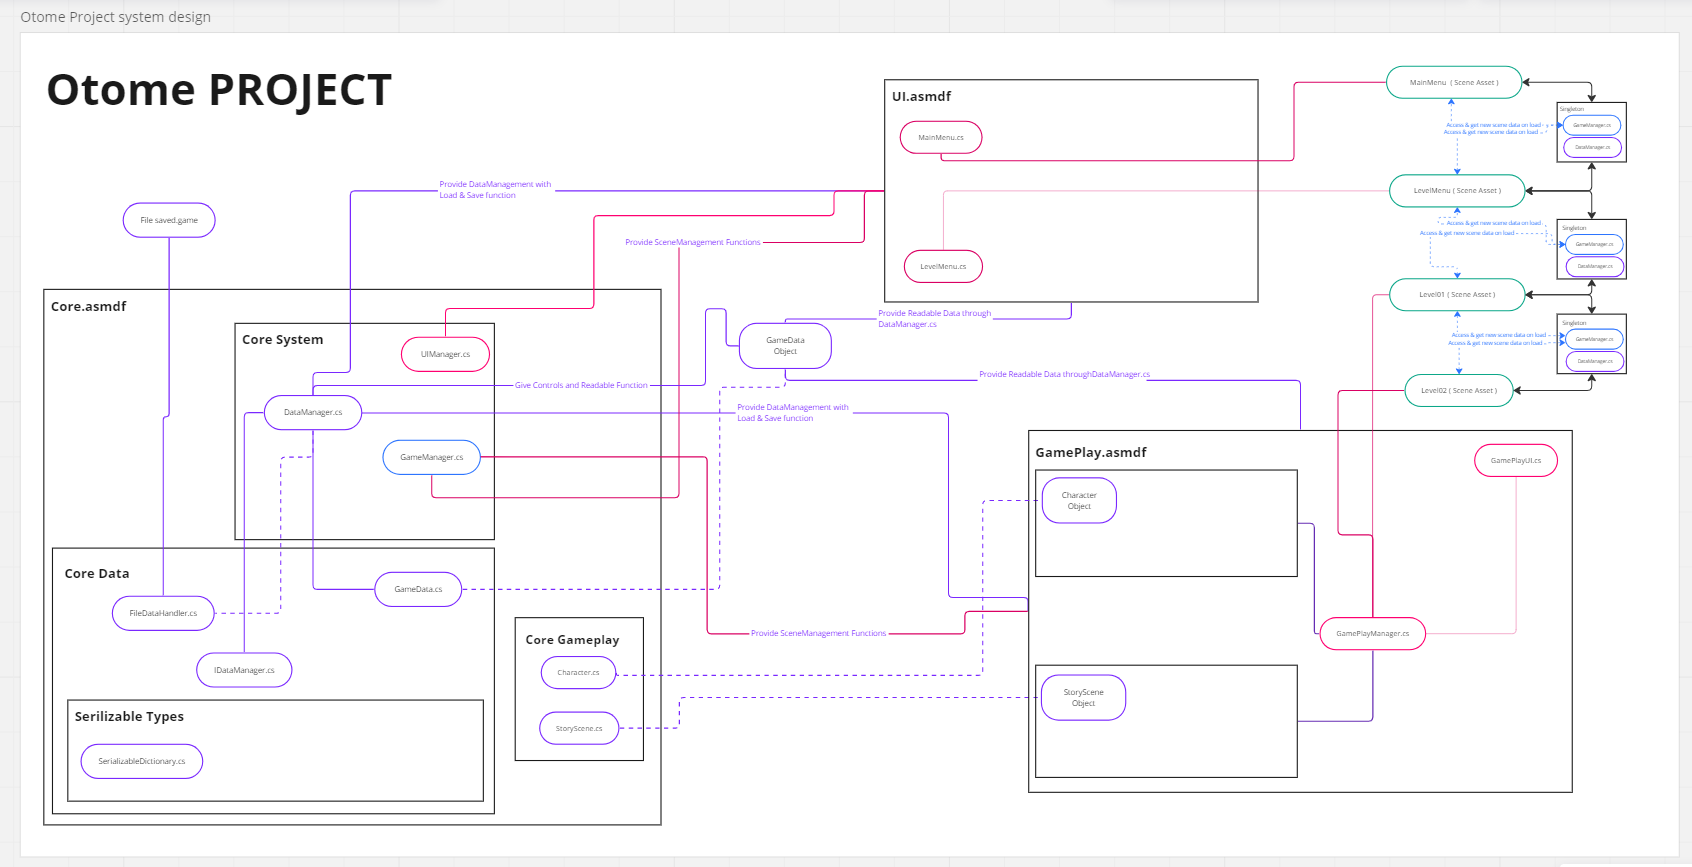 Otome Project system design
Otome PROJECT
UI.asmdf
MainMenu.cs
LevelMenu.cs
MainMenu ( Scene Asset )
Singleton
GameManager.cs
DataManager.cs
Access & get new scene data on load
Access & get new scene data on load
LevelMenu ( Scene Asset )
Access & get new scene data on load
Access & get new scene data on load
Singleton
GameManager.cs
DataManager.cs
Level01 ( Scene Asset )
Singleton
GameManager.cs
DataManager.cs
Access & get new scene data on load
Access & get new scene data on load
Level02 ( Scene Asset )
Provide DataManagement with
Load & Save function
File saved.game
Provide SceneManagement Functions
Core.asmdf
Core System
UIManager.cs
DataManager.cs
GameManager.cs
Give Controls and Readable Function
GameData
Object
Provide Readable Data through
DataManager.cs
Provide Readable Data throughDataManager.cs
Provide DataManagement with
Load & Save function
Core Data
GameData.cs
FileDataHandler.cs
IDataManager.cs
Serilizable Types
SerializableDictionary.cs
Core Gameplay
Character.cs
StoryScene.cs
Provide SceneManagement Functions
GamePlay.asmdf
GamePlayUI.cs
Character
Object
GamePlayManager.cs
StoryScene
Object